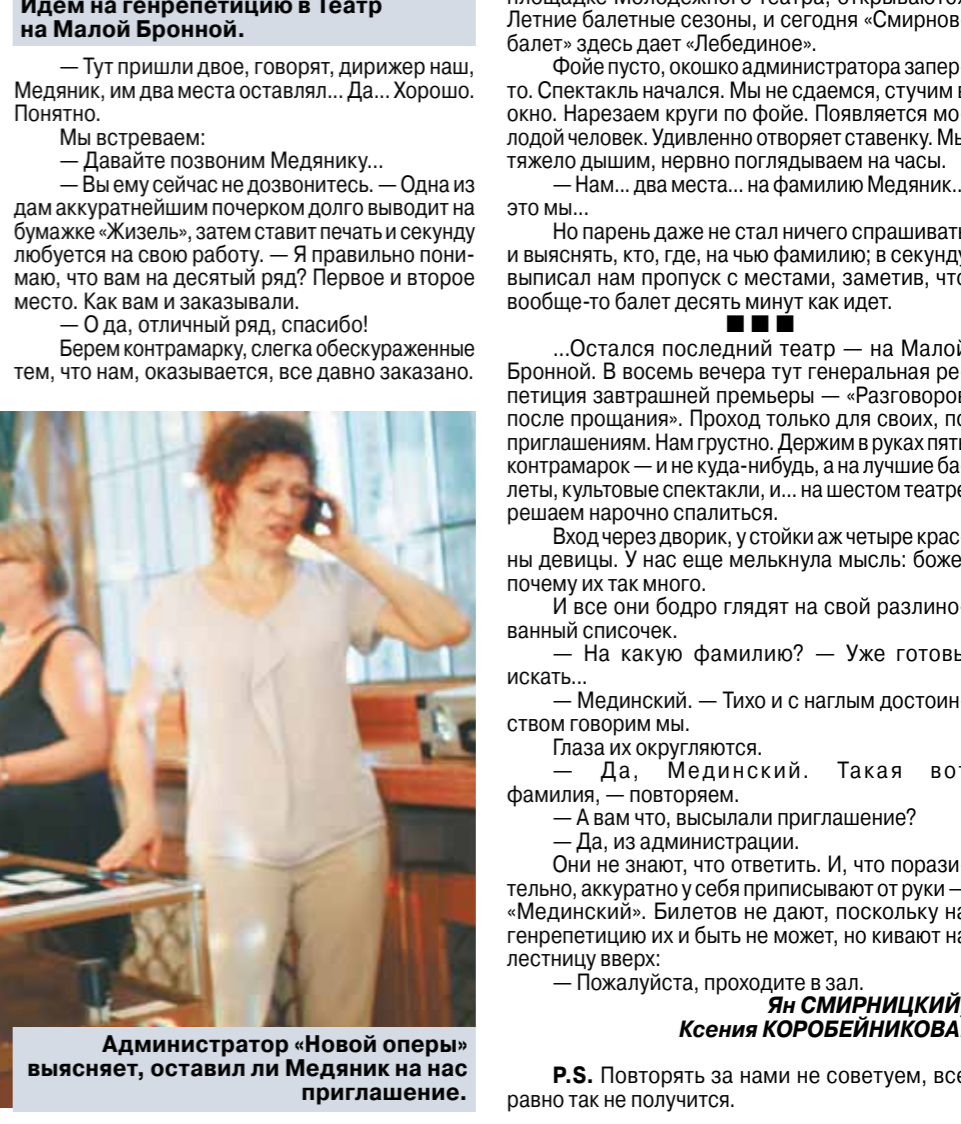 Идем на генрепетицию в Театр
на Малой Бронной.
— Тут пришли двое, говорят, дирижер наш,
Медяник, им два места оставлял... Да... Хорошо.
Понятно.
Мы встреваем:
— Давайте позвоним Медянику...
— Вы ему сейчас не дозвонитесь. — Одна из
дам аккуратнейшим почерком долго выводит на
бумажке «Жизель», затем ставит печать и секунду
любуется на свою работу. — Я правильно пони-
маю, что вам на десятый ряд? Первое и второе
место. Как вам и заказывали.
— О да, отличный ряд, спасибо!
Берем контрамарку, слегка обескураженные
тем, что нам, оказывается, все давно заказано.
Администратор «Новой оперы»
выясняет, оставил ли Медяник на нас
приглашение.
площадке Молодежного театра, открываются
Летние балетные сезоны, и сегодня «Смирнов-
балет» здесь дает «Лебединое».
Фойе пусто, окошко администратора запер-
то. Спектакль начался. Мы не сдаемся, стучим в
окно. Нарезаем круги по фойе. Появляется мо-
лодой человек. Удивленно отворяет ставенку. Мы
тяжело дышим, нервно поглядываем на часы.
— Нам... два места... на фамилию Медяник...
это мы...
Но парень даже не стал ничего спрашивать
и выяснять, кто, где, на чью фамилию; в секунду
выписал нам пропуск с местами, заметив, что
вообще-то балет десять минут как идет.
■ ■ ■
...Остался последний театр — на Малой
Бронной. В восемь вечера тут генеральная ре-
петиция завтрашней премьеры — «Разговоров
после прощания». Проход только для своих, по
приглашениям. Нам грустно. Держим в руках пять
контрамарок — и не куда-нибудь, а на лучшие ба-
леты, культовые спектакли, и... на шестом театре
решаем нарочно спалиться.
Вход через дворик, у стойки аж четыре крас-
ны девицы. У нас еще мелькнула мысль: боже,
почему их так много.
И все они бодро глядят на свой разлино-
ванный списочек.
— На какую фамилию? — Уже готовы
искать...
— Мединский. — Тихо и с наглым достоин-
ством говорим мы.
Глаза их округляются.
— Да, Мединский. Такая вот
фамилия, — повторяем.
— А вам что, высылали приглашение?
— Да, из администрации.
Они не знают, что ответить. И, что порази-
тельно, аккуратно у себя приписывают от руки —
«Мединский». Билетов не дают, поскольку на
генрепетицию их и быть не может, но кивают на
лестницу вверх:
— Пожалуйста, проходите в зал.
Ян СМИРНИЦКИЙ,
Ксения КОРОБЕЙНИКОВА.
P.S. Повторять за нами не советуем, все
равно так не получится.